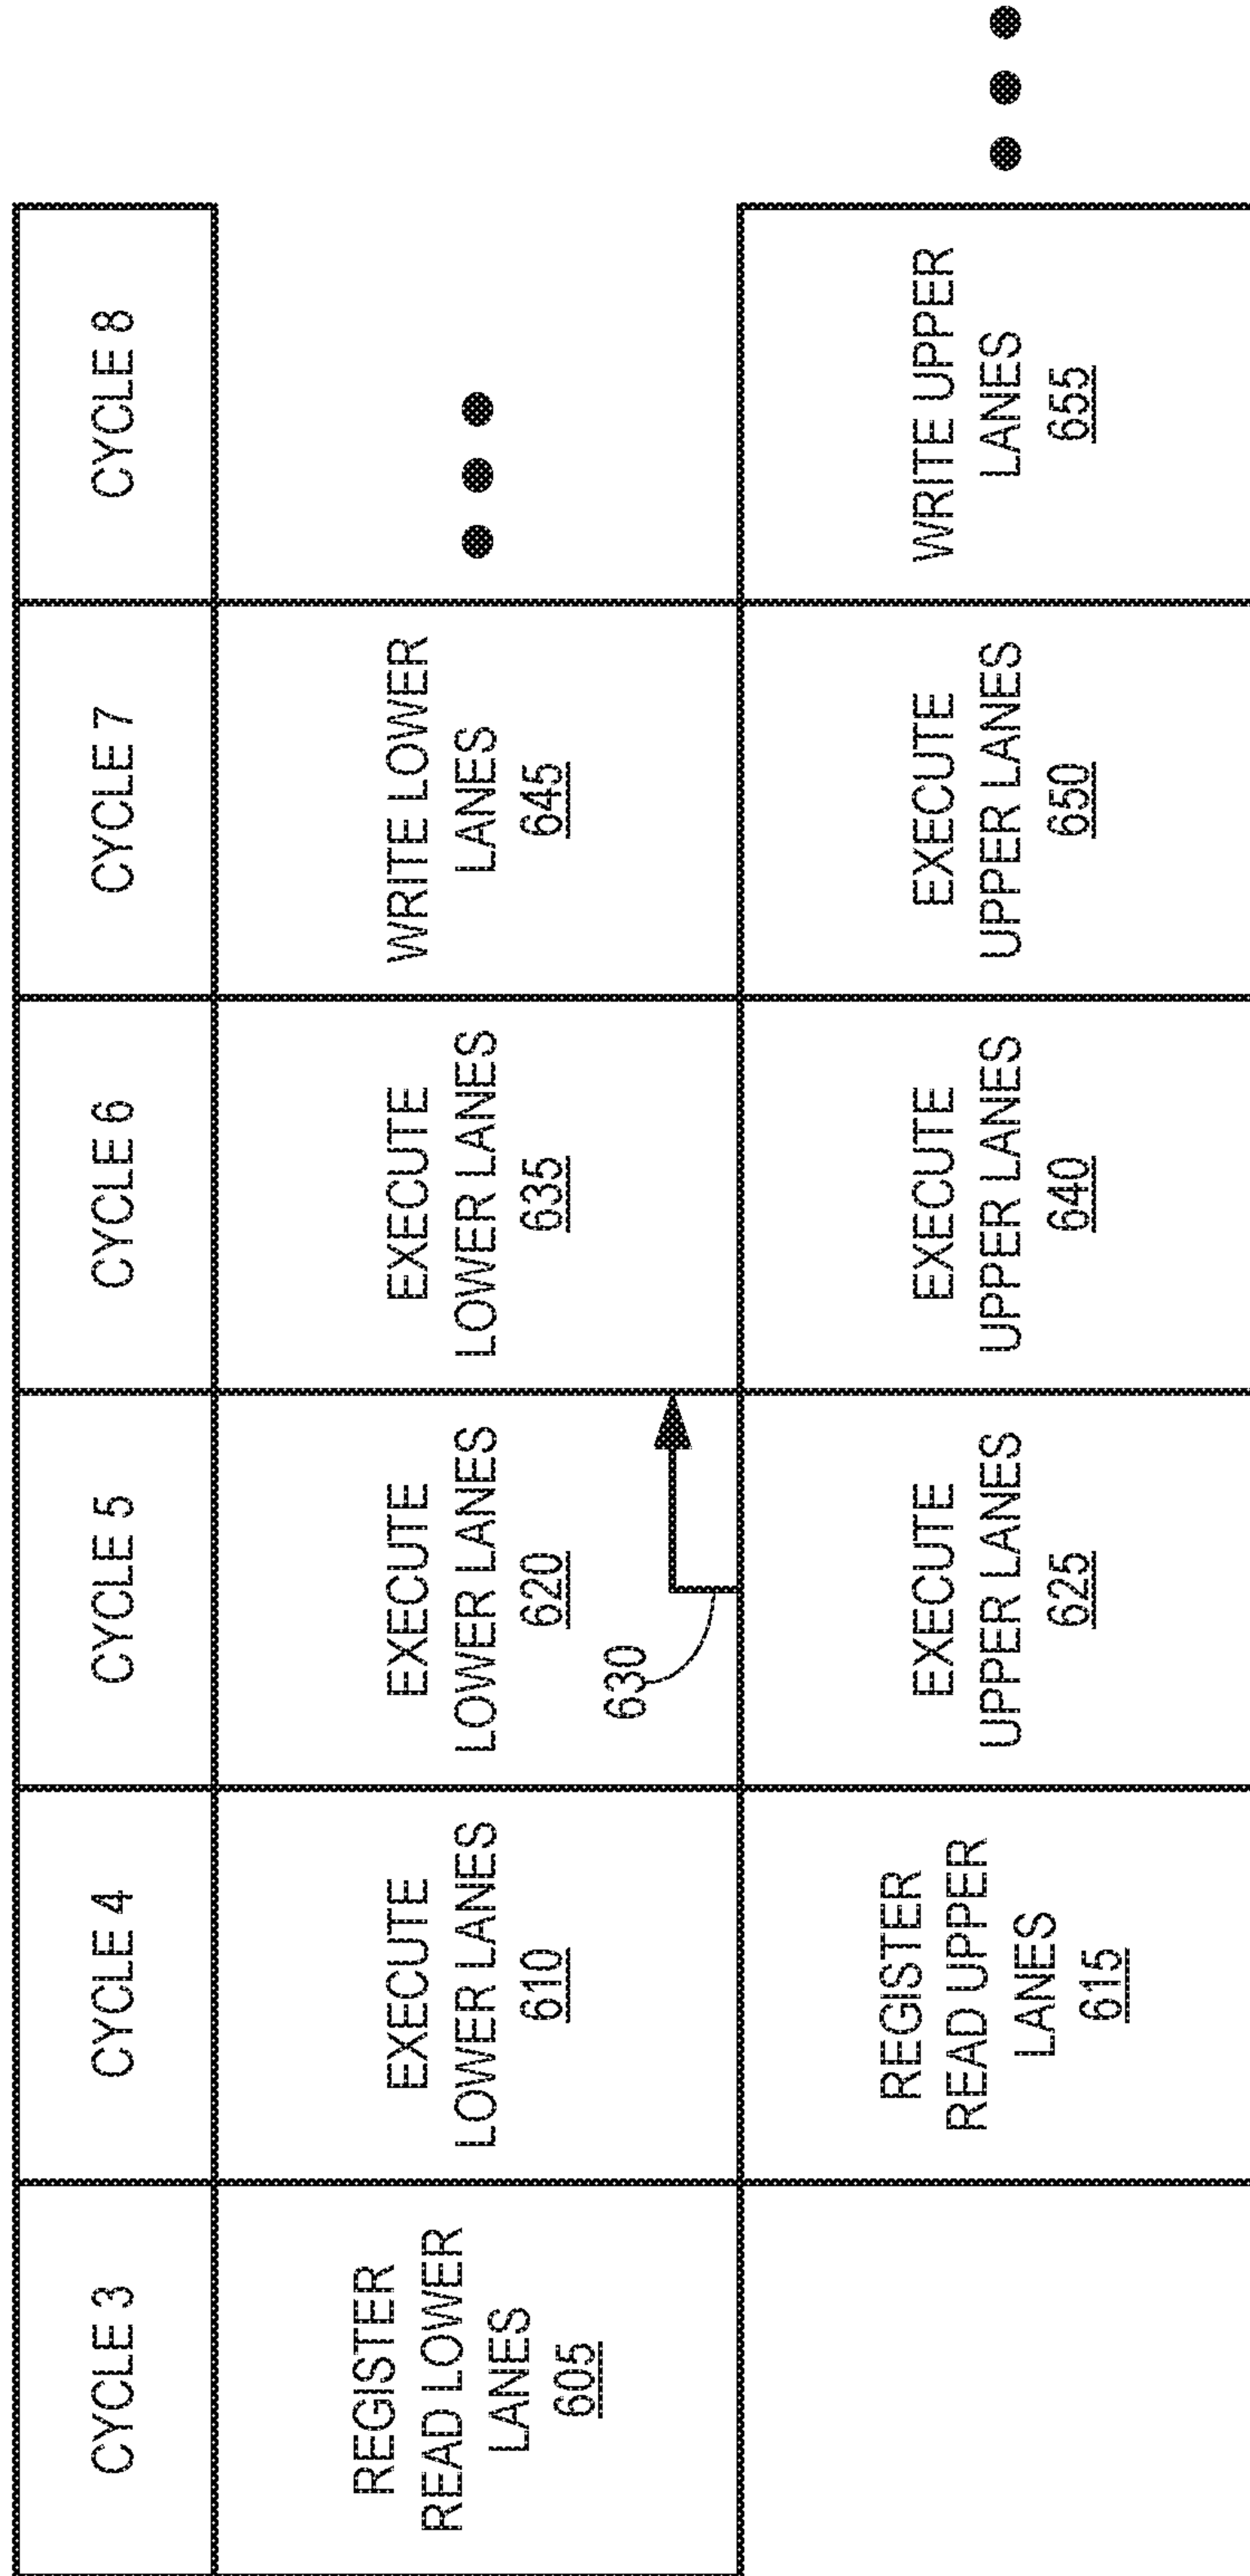 CYCLE 3
CYCLE 4
CYCLE 5
CYCLE 6
CYCLE 7
CYCLE 8
REGISTER
READ LOWER
LANES
605
EXECUTE
LOWER LANES
610
EXECUTE
LOWER LANES
620
630
EXECUTE
LOWER LANES
635
WRITE LOWER
LANES
645
REGISTER
READ UPPER
LANES
615
EXECUTE
UPPER LANES
625
EXECUTE
UPPER LANES
640
EXECUTE
UPPER LANES
650
WRITE UPPER
LANES
655